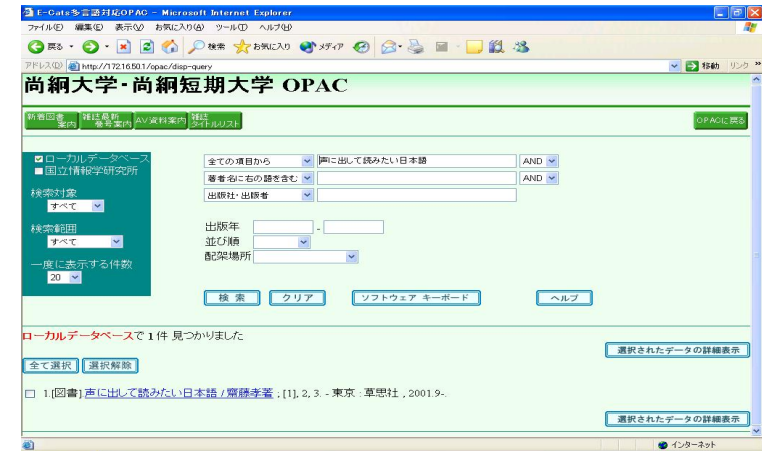 E-Cats多言語対応OPAC - Microsoft Internet Explorer
ファイル(F) 編集(E) 表示(V) お気に入り(A) ツール(T) ヘルプ(H)
戻る 検索 お気に入り メディア
アドレス(D) http://172.16.50.1/opac/disp-query 移動 リンク »
尚絅大学・尚絅短期大学 OPAC
新着図書案内 雑誌最新巻号案内 AV資料案内 雑誌タイトルリスト OPACに戻る
ローカルデータベース 全ての項目から 声に出して読みたい日本語 AND
国立情報学研究所 著者名に右の語を含む AND
検索対象 出版社・出版者
すべて
検索範囲 出版年 -
すべて 並び順
配架場所
一度に表示する件数
20
検 索 クリア ソフトウェア キーボード ヘルプ
ローカルデータベースで 1 件 見つかりました
選択されたデータの詳細表示
全て選択 選択解除
1.[図書] 声に出して読みたい日本語 / 齋藤孝著 ; [1], 2, 3. - 東京 : 草思社 , 2001.9-.
選択されたデータの詳細表示
インターネット